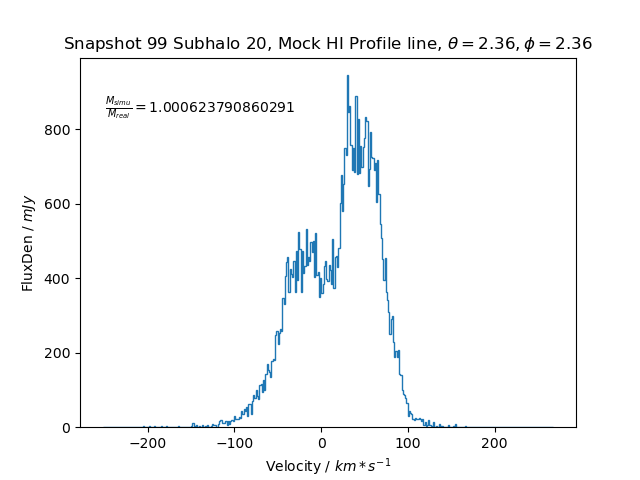 Snapshot 99 Subhalo 20, Mock HI Profile line, θ = 2.36, ϕ = 2.36
M_simu / M_real = 1.000623790860291
800
600
400
200
0
FluxDen / mJy
−200 −100 0 100 200
Velocity / km * s⁻¹